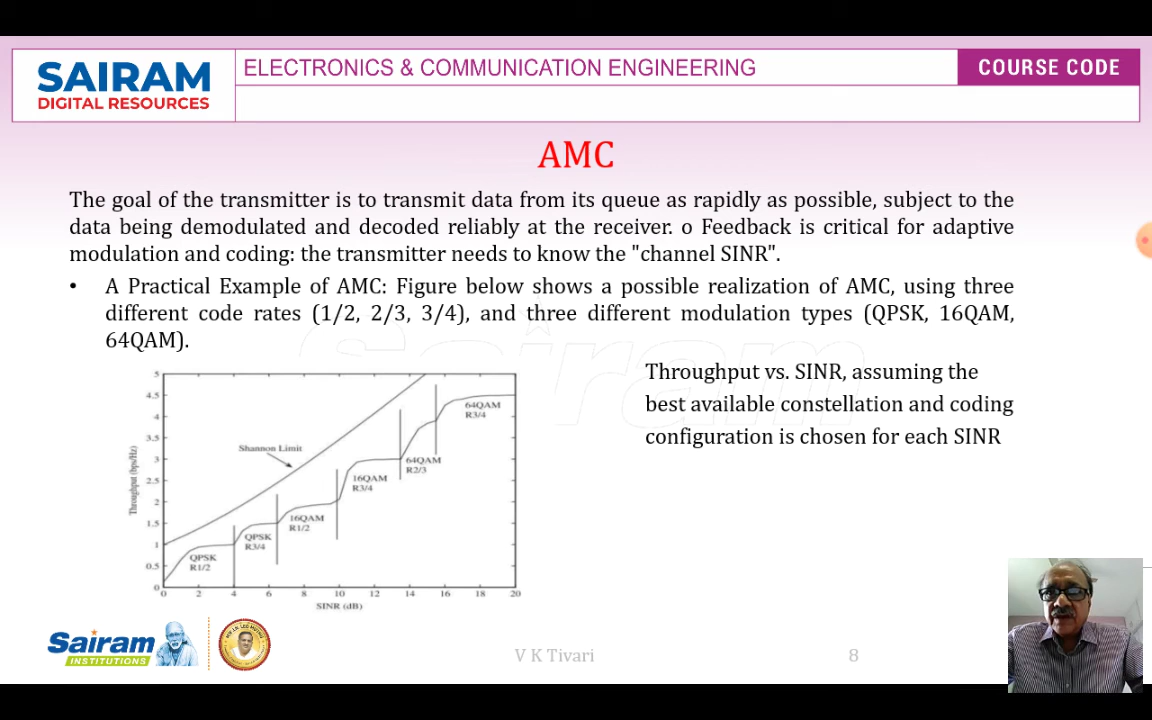 SAIRAM
DIGITAL RESOURCES
ELECTRONICS & COMMUNICATION ENGINEERING
COURSE CODE
AMC
The goal of the transmitter is to transmit data from its queue as rapidly as possible, subject to the
data being demodulated and decoded reliably at the receiver. o Feedback is critical for adaptive
modulation and coding: the transmitter needs to know the "channel SINR".
• A Practical Example of AMC: Figure below shows a possible realization of AMC, using three
different code rates (1/2, 2/3, 3/4), and three different modulation types (QPSK, 16QAM,
64QAM).
Throughput vs. SINR, assuming the
best available constellation and coding
configuration is chosen for each SINR
5
4.5
4
3.5
3
2.5
2
1.5
1
0.5
0
Throughput (bps/Hz)
Shannon Limit
QPSK
R1/2
QPSK
R3/4
16QAM
R1/2
16QAM
R3/4
64QAM
R2/3
64QAM
R3/4
0 2 4 6 8 10 12 14 16 18 20
SINR (dB)
Sairam
INSTITUTIONS
V K Tivari
8